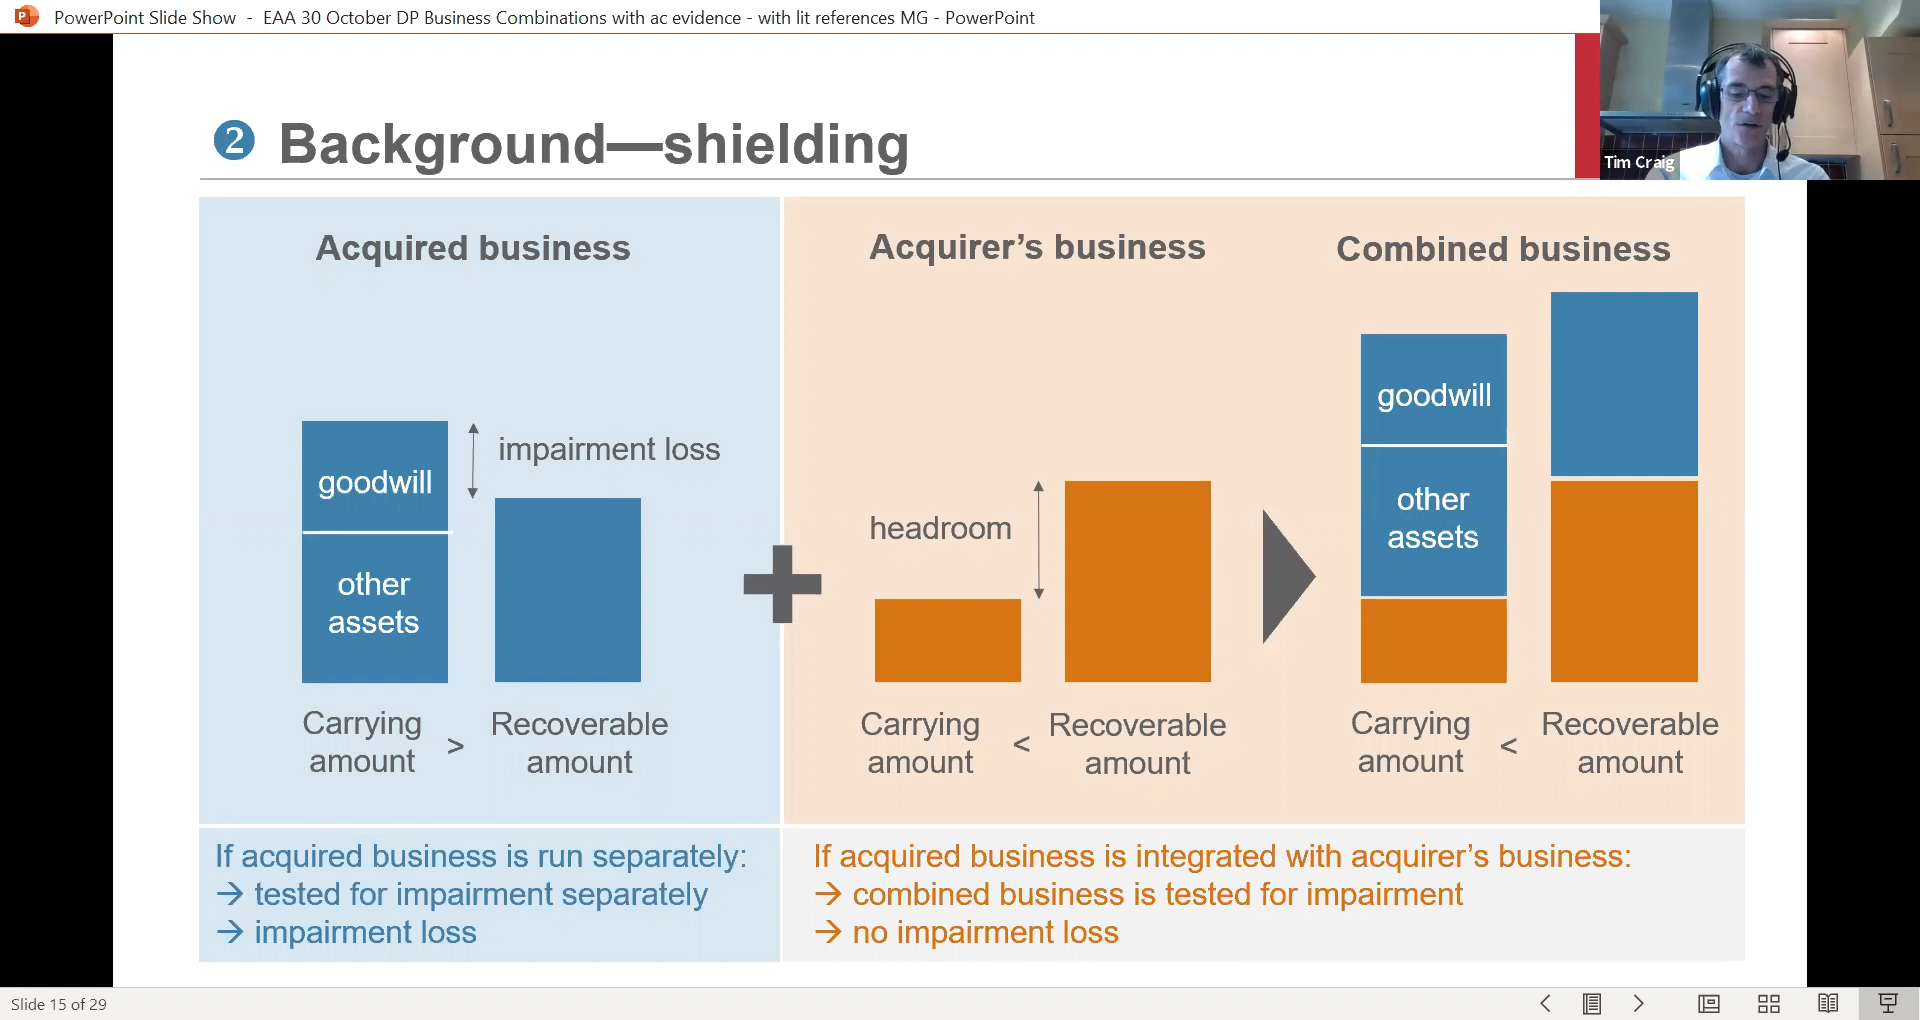 PowerPoint Slide Show - EAA 30 October DP Business Combinations with ac evidence - with lit references MG - PowerPoint
Tim Craig
2 Background—shielding
Acquired business
goodwill
other
assets
impairment loss
Carrying
amount
>
Recoverable
amount
Acquirer’s business
headroom
Carrying
amount
<
Recoverable
amount
Combined business
goodwill
other
assets
Carrying
amount
<
Recoverable
amount
If acquired business is run separately:
→ tested for impairment separately
→ impairment loss
If acquired business is integrated with acquirer’s business:
→ combined business is tested for impairment
→ no impairment loss
Slide 15 of 29